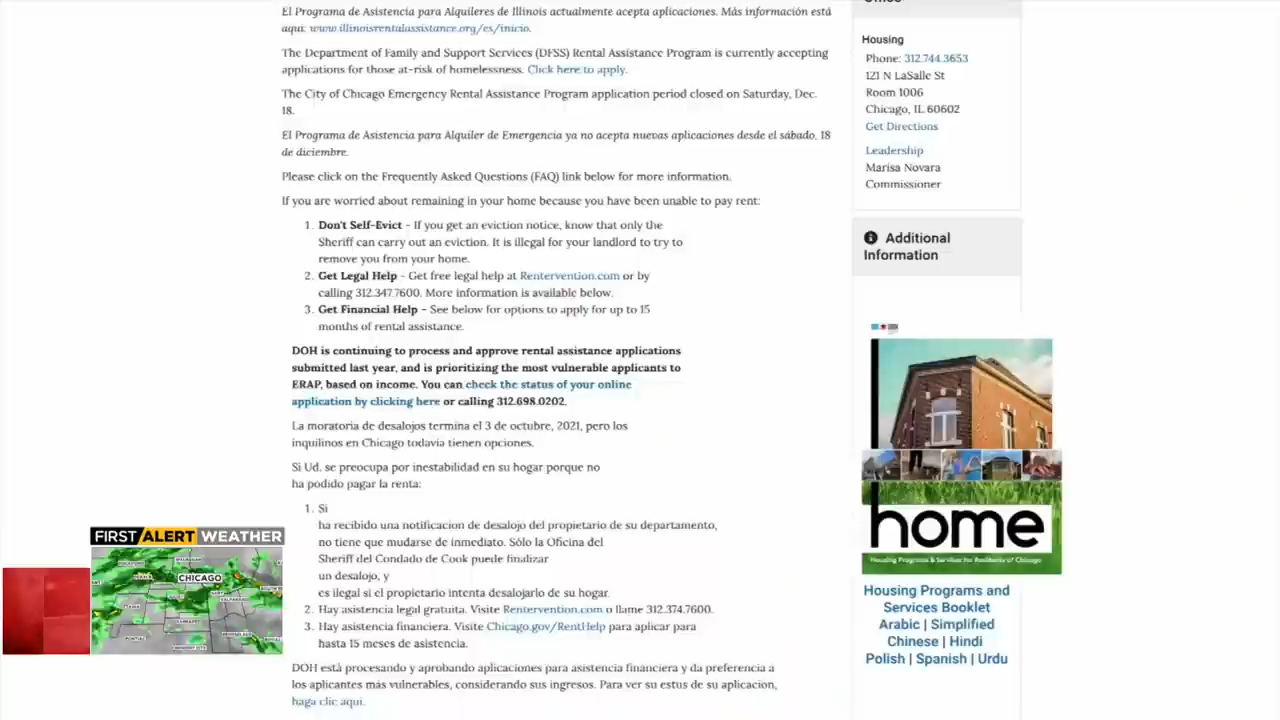 El Programa de Asistencia para Alquileres de Illinois actualmente acepta aplicaciones. Más información está
aquí: www.illinoisrentalassistance.org/es/inicio.
The Department of Family and Support Services (DFSS) Rental Assistance Program is currently accepting
applications for those at-risk of homelessness. Click here to apply.
The City of Chicago Emergency Rental Assistance Program application period closed on Saturday, Dec.
18.
El Programa de Asistencia para Alquiler de Emergencia ya no acepta nuevas aplicaciones desde el sábado, 18
de diciembre.
Please click on the Frequently Asked Questions (FAQ) link below for more information.
If you are worried about remaining in your home because you have been unable to pay rent:
1. Don't Self-Evict - If you get an eviction notice, know that only the
Sheriff can carry out an eviction. It is illegal for your landlord to try to
remove you from your home.
2. Get Legal Help - Get free legal help at Rentervention.com or by
calling 312.347.7600. More information is available below.
3. Get Financial Help - See below for options to apply for up to 15
months of rental assistance.
DOH is continuing to process and approve rental assistance applications
submitted last year, and is prioritizing the most vulnerable applicants to
ERAP, based on income. You can check the status of your online
application by clicking here or calling 312.698.0202.
La moratoria de desalojos termina el 3 de octubre, 2021, pero los
inquilinos en Chicago todavia tienen opciones.
Si Ud. se preocupa por inestabilidad en su hogar porque no
ha podido pagar la renta:
1. Si
ha recibido una notificacion de desalojo del propietario de su departamento,
no tiene que mudarse de inmediato. Sólo la Oficina del
Sheriff del Condado de Cook puede finalizar
un desalojo, y
es ilegal si el propietario intenta desalojarlo de su hogar.
2. Hay asistencia legal gratuita. Visite Rentervention.com o llame 312.374.7600.
3. Hay asistencia financiera. Visite Chicago.gov/RentHelp para aplicar para
hasta 15 meses de asistencia.
DOH está procesando y aprobando aplicaciones para asistencia financiera y da preferencia a
los aplicantes más vulnerables, considerando sus ingresos. Para ver su estus de su aplicacion,
haga clic aqui.
Housing
Phone: 312.744.3653
121 N LaSalle St
Room 1006
Chicago, IL 60602
Get Directions
Leadership
Marisa Novara
Commissioner
Additional
Information
home
Housing Programs & Services for Residents of Chicago
Housing Programs and
Services Booklet
Arabic | Simplified
Chinese | Hindi
Polish | Spanish | Urdu
FIRST ALERT WEATHER
CHICAGO